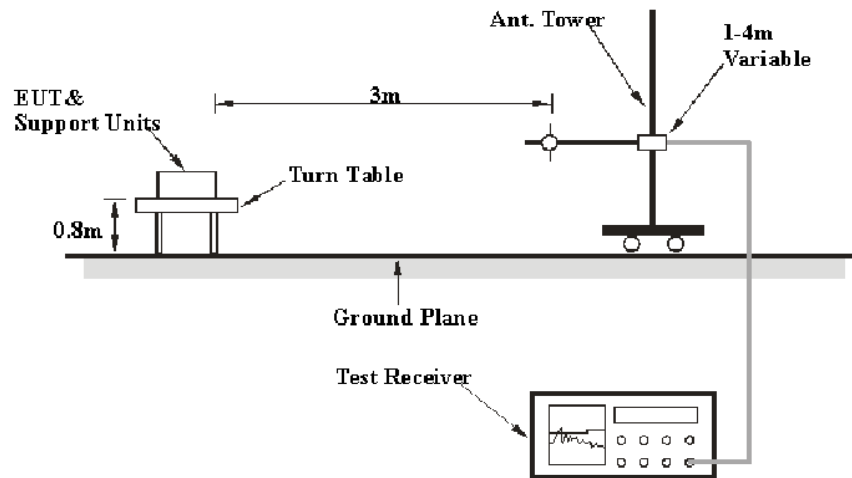 Ant. Tower
1-4m
Variable
EUT&
Support Units
3m
Turn Table
0.8m
Ground Plane
Test Receiver